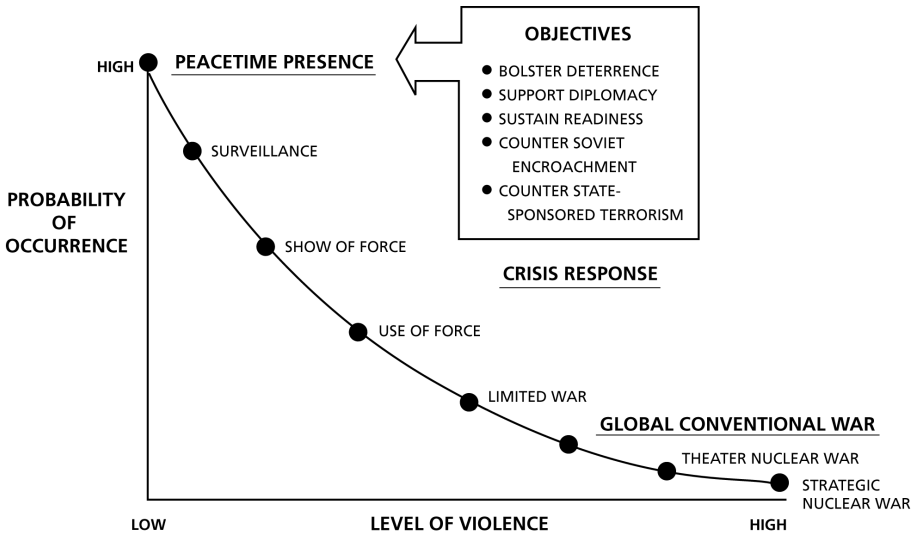 OBJECTIVES
HIGH
PEACETIME PRESENCE
● BOLSTER DETERRENCE
● SUPPORT DIPLOMACY
● SUSTAIN READINESS
● COUNTER SOVIET
ENCROACHMENT
● COUNTER STATE-
SPONSORED TERRORISM
SURVEILLANCE
PROBABILITY
OF
OCCURRENCE
SHOW OF FORCE
CRISIS RESPONSE
USE OF FORCE
LIMITED WAR
GLOBAL CONVENTIONAL WAR
THEATER NUCLEAR WAR
STRATEGIC
NUCLEAR WAR
LOW
LEVEL OF VIOLENCE
HIGH